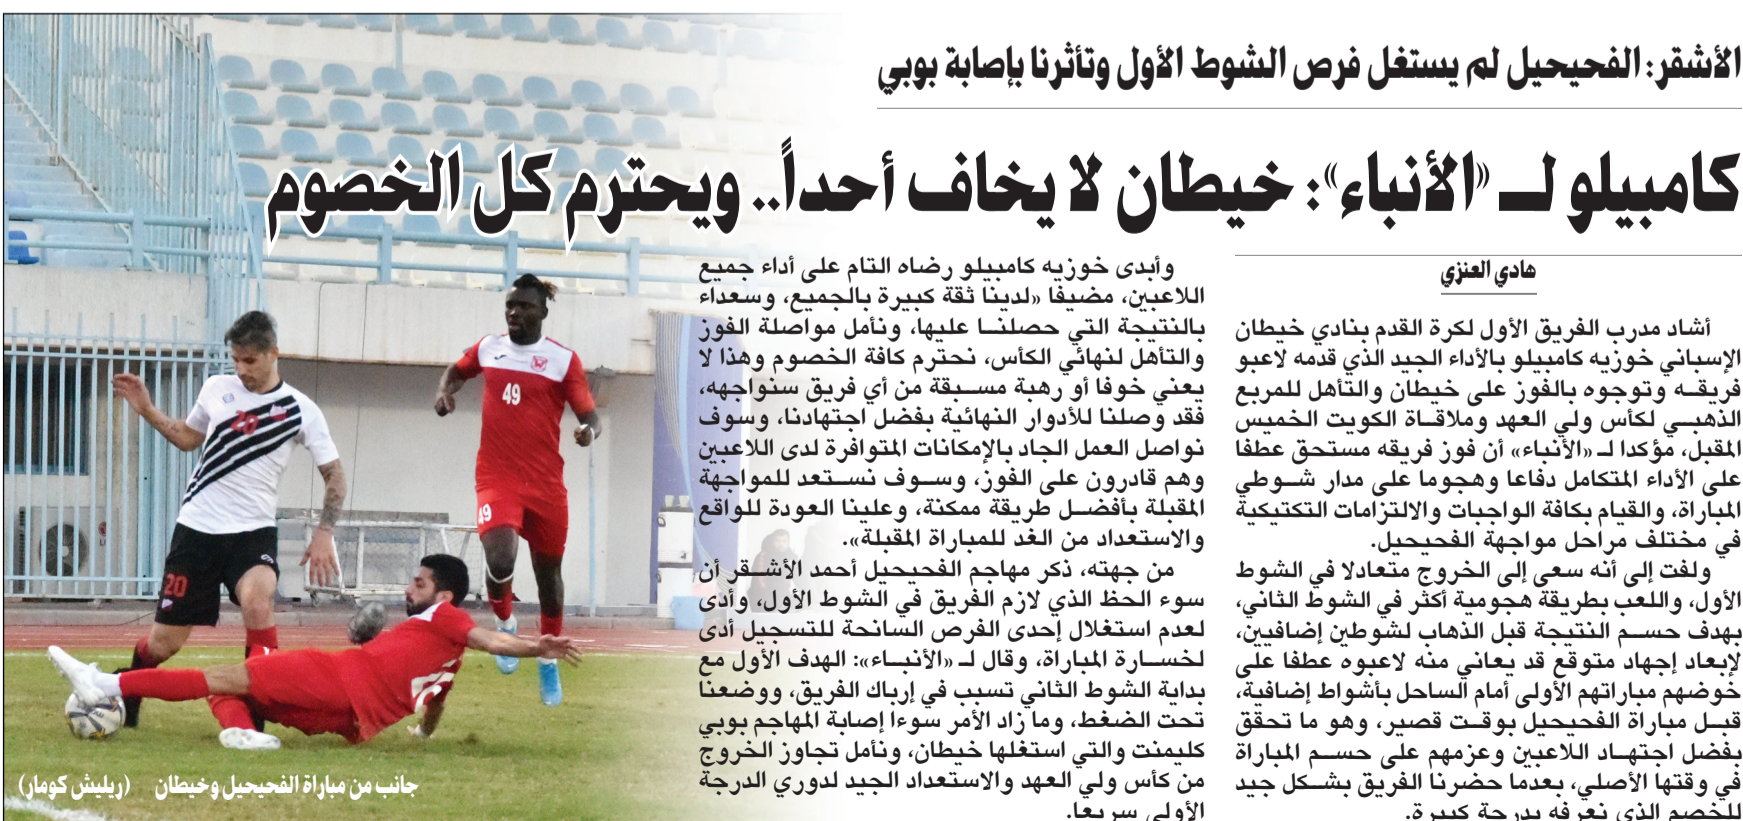 الأشقر: الفحيحيل لم يستغل فرص الشوط الأول وتأثرنا بإصابة بوبي
كامبيلو لـ «الأنباء»: خيطان لا يخاف أحداً.. ويحترم كل الخصوم
هادي العنزي
أشاد مدرب الفريق الأول لكرة القدم بنادي خيطان
الإسباني خوزيه كامبيلو بالأداء الجيد الذي قدمه لاعبو
فريقه وتوجوه بالفوز على خيطان والتأهل للمربع
الذهبي لكأس ولي العهد وملاقاة الكويت الخميس
المقبل، مؤكدا لـ «الأنباء» أن فوز فريقه مستحق عطفا
على الأداء المتكامل دفاعا وهجوما على مدار شوطي
المباراة، والقيام بكافة الواجبات والالتزامات التكتيكية
في مختلف مراحل مواجهة الفحيحيل.
ولفت إلى أنه سعى إلى الخروج متعادلا في الشوط
الأول، واللعب بطريقة هجومية أكثر في الشوط الثاني،
بهدف حسم النتيجة قبل الذهاب لشوطين إضافيين،
لإبعاد إجهاد متوقع قد يعاني منه لاعبوه عطفا على
خوضهم مباراتهم الأولى أمام الساحل بأشواط إضافية،
قبل مباراة الفحيحيل بوقت قصير، وهو ما تحقق
بفضل اجتهاد اللاعبين وعزمهم على حسم المباراة
في وقتها الأصلي، بعدما حضرنا الفريق بشكل جيد
للخصم الذي نعرفه بدرجة كبيرة.
وأبدى خوزيه كامبيلو رضاه التام على أداء جميع
اللاعبين، مضيفا «لدينا ثقة كبيرة بالجميع، وسعداء
بالنتيجة التي حصلنا عليها، ونأمل مواصلة الفوز
والتأهل لنهائي الكأس، نحترم كافة الخصوم وهذا لا
يعني خوفا أو رهبة مسبقة من أي فريق سنواجهه،
فقد وصلنا للأدوار النهائية بفضل اجتهادنا، وسوف
نواصل العمل الجاد بالإمكانات المتوافرة لدى اللاعبين
وهم قادرون على الفوز، وسوف نستعد للمواجهة
المقبلة بأفضل طريقة ممكنة، وعلينا العودة للواقع
والاستعداد من الغد للمباراة المقبلة».
من جهته، ذكر مهاجم الفحيحيل أحمد الأشقر أن
سوء الحظ الذي لازم الفريق في الشوط الأول، وأدى
لعدم استغلال إحدى الفرص السانحة للتسجيل أدى
لخسارة المباراة، وقال لـ «الأنباء»: الهدف الأول مع
بداية الشوط الثاني تسبب في إرباك الفريق، ووضعنا
تحت الضغط، وما زاد الأمر سوءا إصابة المهاجم بوبي
كليمنت والتي استغلها خيطان، ونأمل تجاوز الخروج
من كأس ولي العهد والاستعداد الجيد لدوري الدرجة
الأولى سريعا.
49
49
20
20
جانب من مباراة الفحيحيل وخيطان (ريليش كومار)